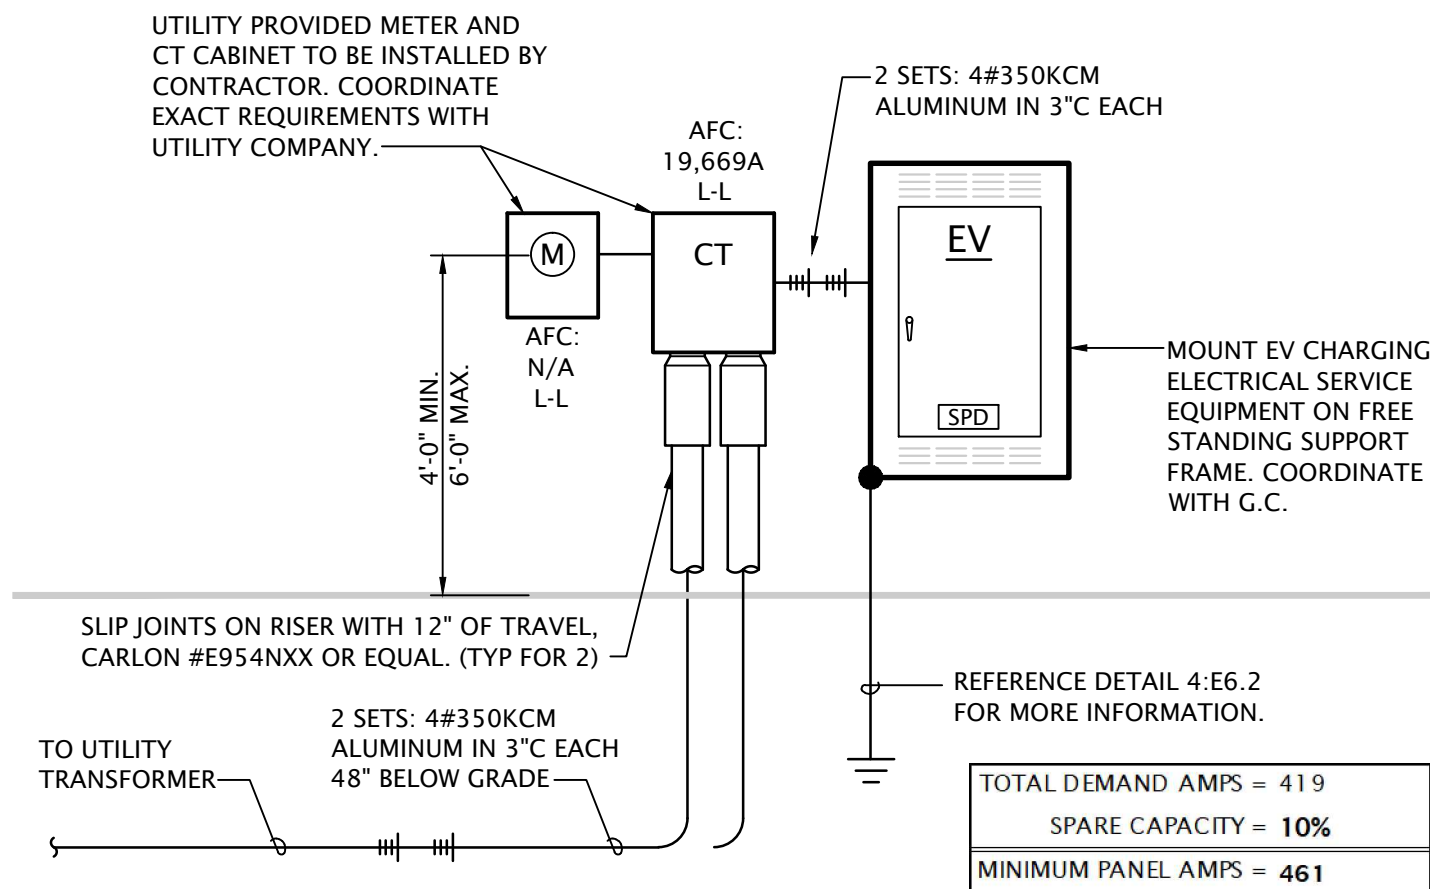 UTILITY PROVIDED METER AND
CT CABINET TO BE INSTALLED BY
CONTRACTOR. COORDINATE
EXACT REQUIREMENTS WITH
UTILITY COMPANY.
2 SETS: 4#350KCM
ALUMINUM IN 3"C EACH
AFC:
19,669A
L-L
M
CT
EV
SPD
AFC:
N/A
L-L
4'-0" MIN.
6'-0" MAX.
MOUNT EV CHARGING
ELECTRICAL SERVICE
EQUIPMENT ON FREE
STANDING SUPPORT
FRAME. COORDINATE
WITH G.C.
SLIP JOINTS ON RISER WITH 12" OF TRAVEL,
CARLON #E954NXX OR EQUAL. (TYP FOR 2)
REFERENCE DETAIL 4:E6.2
FOR MORE INFORMATION.
2 SETS: 4#350KCM
ALUMINUM IN 3"C EACH
48" BELOW GRADE
TO UTILITY
TRANSFORMER
TOTAL DEMAND AMPS = 419
SPARE CAPACITY = 10%
MINIMUM PANEL AMPS = 461